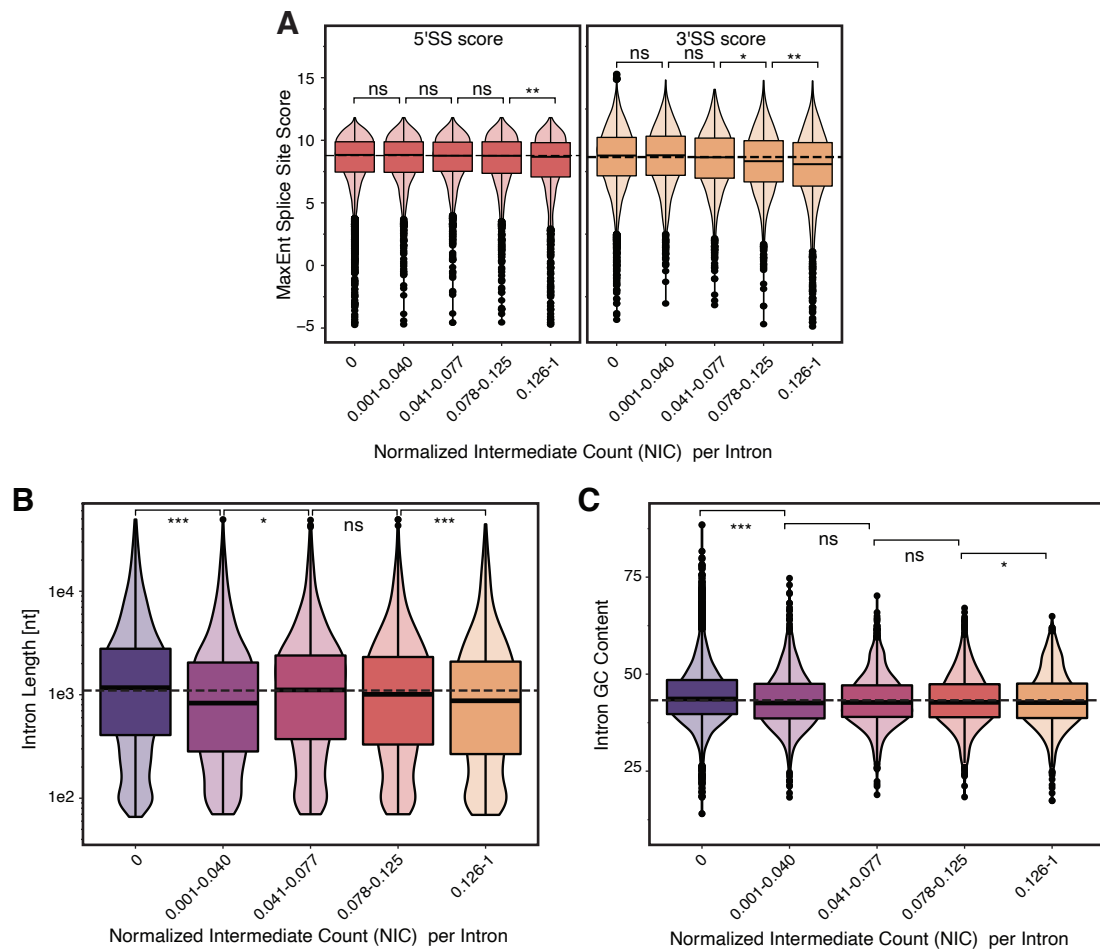 A
5'SS score 3'SS score
ns ns ns ** ns ns * **
MaxEnt Splice Site Score
15
10
5
0
−5
0 0.001-0.040 0.041-0.077 0.078-0.125 0.126-1 0 0.001-0.040 0.041-0.077 0.078-0.125 0.126-1
Normalized Intermediate Count (NIC) per Intron
B
*** * ns ***
Intron Length [nt]
1e4
1e3
1e2
0 0.001-0.040 0.041-0.077 0.078-0.125 0.126-1
Normalized Intermediate Count (NIC) per Intron
C
*** ns ns *
Intron GC Content
75
50
25
0 0.001-0.040 0.041-0.077 0.078-0.125 0.126-1
Normalized Intermediate Count (NIC) per Intron